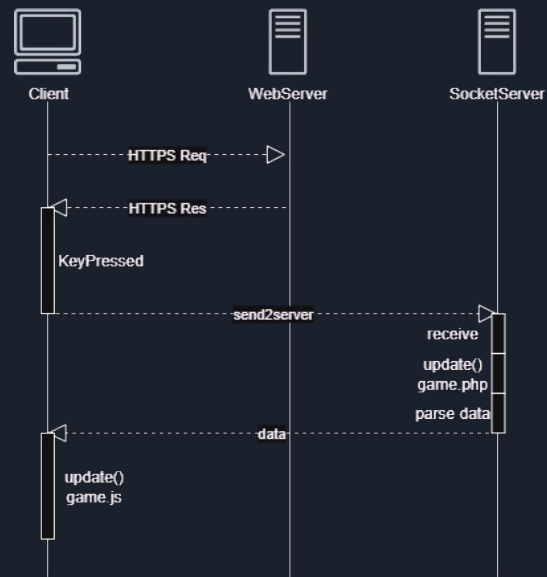 Client
WebServer
SocketServer
HTTPS Req
HTTPS Res
KeyPressed
send2server
receive
update()
game.php
parse data
data
update()
game.js